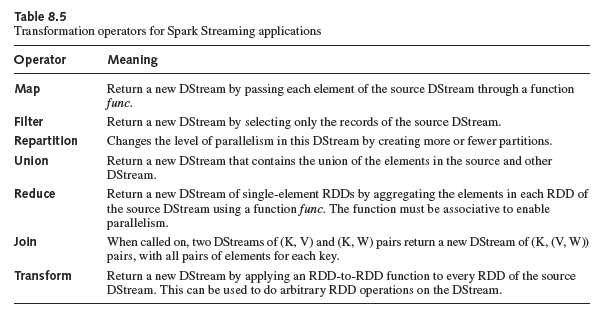 Table 8.5
Transformation operators for Spark Streaming applications
Operator Meaning
Map Return a new DStream by passing each element of the source DStream through a function
func.
Filter Return a new DStream by selecting only the records of the source DStream.
Repartition Changes the level of parallelism in this DStream by creating more or fewer partitions.
Union Return a new DStream that contains the union of the elements in the source and other
DStream.
Reduce Return a new DStream of single-element RDDs by aggregating the elements in each RDD of
the source DStream using a function func. The function must be associative to enable
parallelism.
Join When called on, two DStreams of (K, V) and (K, W) pairs return a new DStream of (K, (V, W))
pairs, with all pairs of elements for each key.
Transform Return a new DStream by applying an RDD-to-RDD function to every RDD of the source
DStream. This can be used to do arbitrary RDD operations on the DStream.